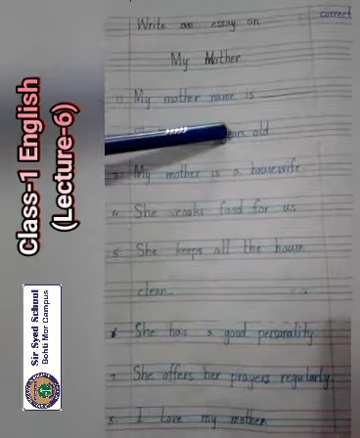 correct
Write an essay on
My Mother
1. My mother name is
ears old
3. My mother is a housewife
4. She cooks food for us
5. She keeps all the house
clean.
6. She has a good personality
7. She offers her prayers regularly
8. I love my mother
Class-1 English
(Lecture-6)
Sir Syed School
Bohti Mor Campus